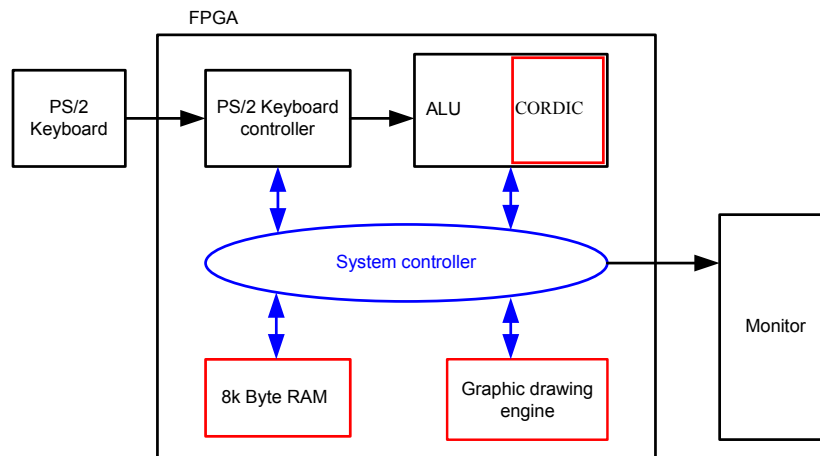 FPGA
PS/2
Keyboard
PS/2 Keyboard
controller
ALU
CORDIC
System controller
8k Byte RAM
Graphic drawing
engine
Monitor